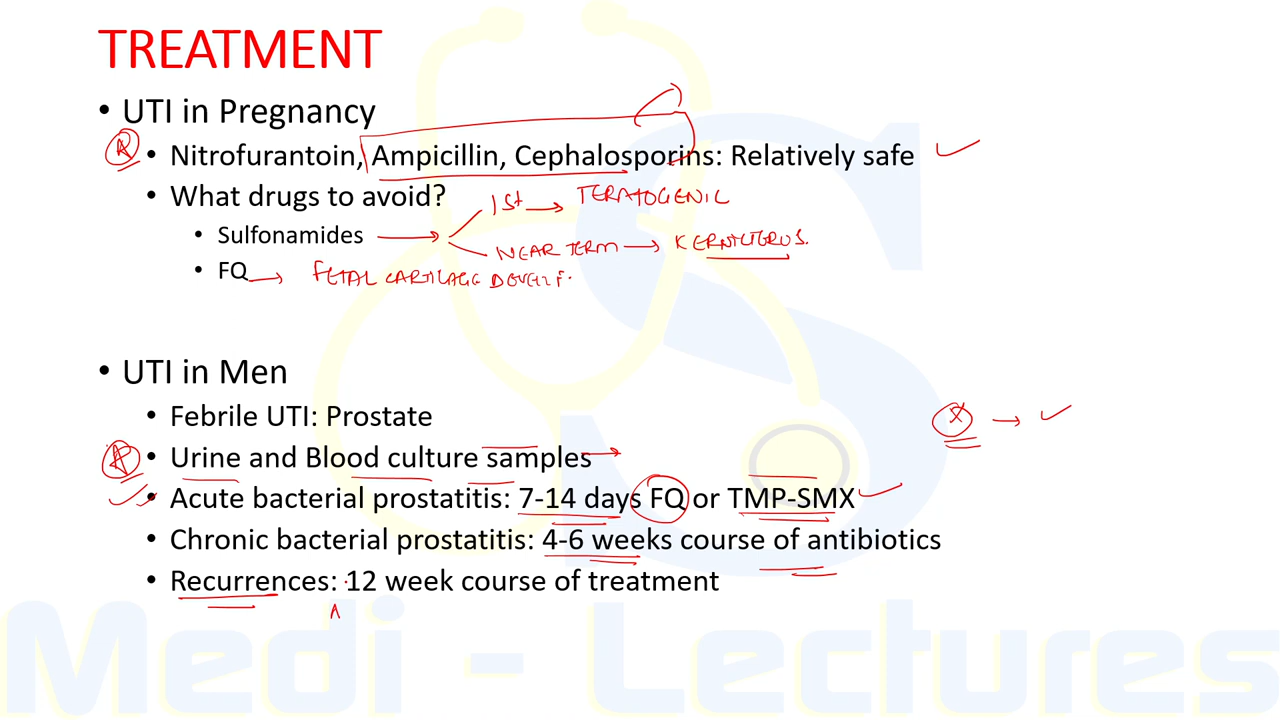 TREATMENT
• UTI in Pregnancy
• Nitrofurantoin, Ampicillin, Cephalosporins: Relatively safe
• What drugs to avoid?
1st → TERATOGENIC
• Sulfonamides
NEAR TERM → KERNICTERUS.
• FQ → FETAL CARTILAGE DEVELP.
• UTI in Men
• Febrile UTI: Prostate
• Urine and Blood culture samples
• Acute bacterial prostatitis: 7-14 days FQ or TMP-SMX
• Chronic bacterial prostatitis: 4-6 weeks course of antibiotics
• Recurrences: 12 week course of treatment
Medi - Lectures